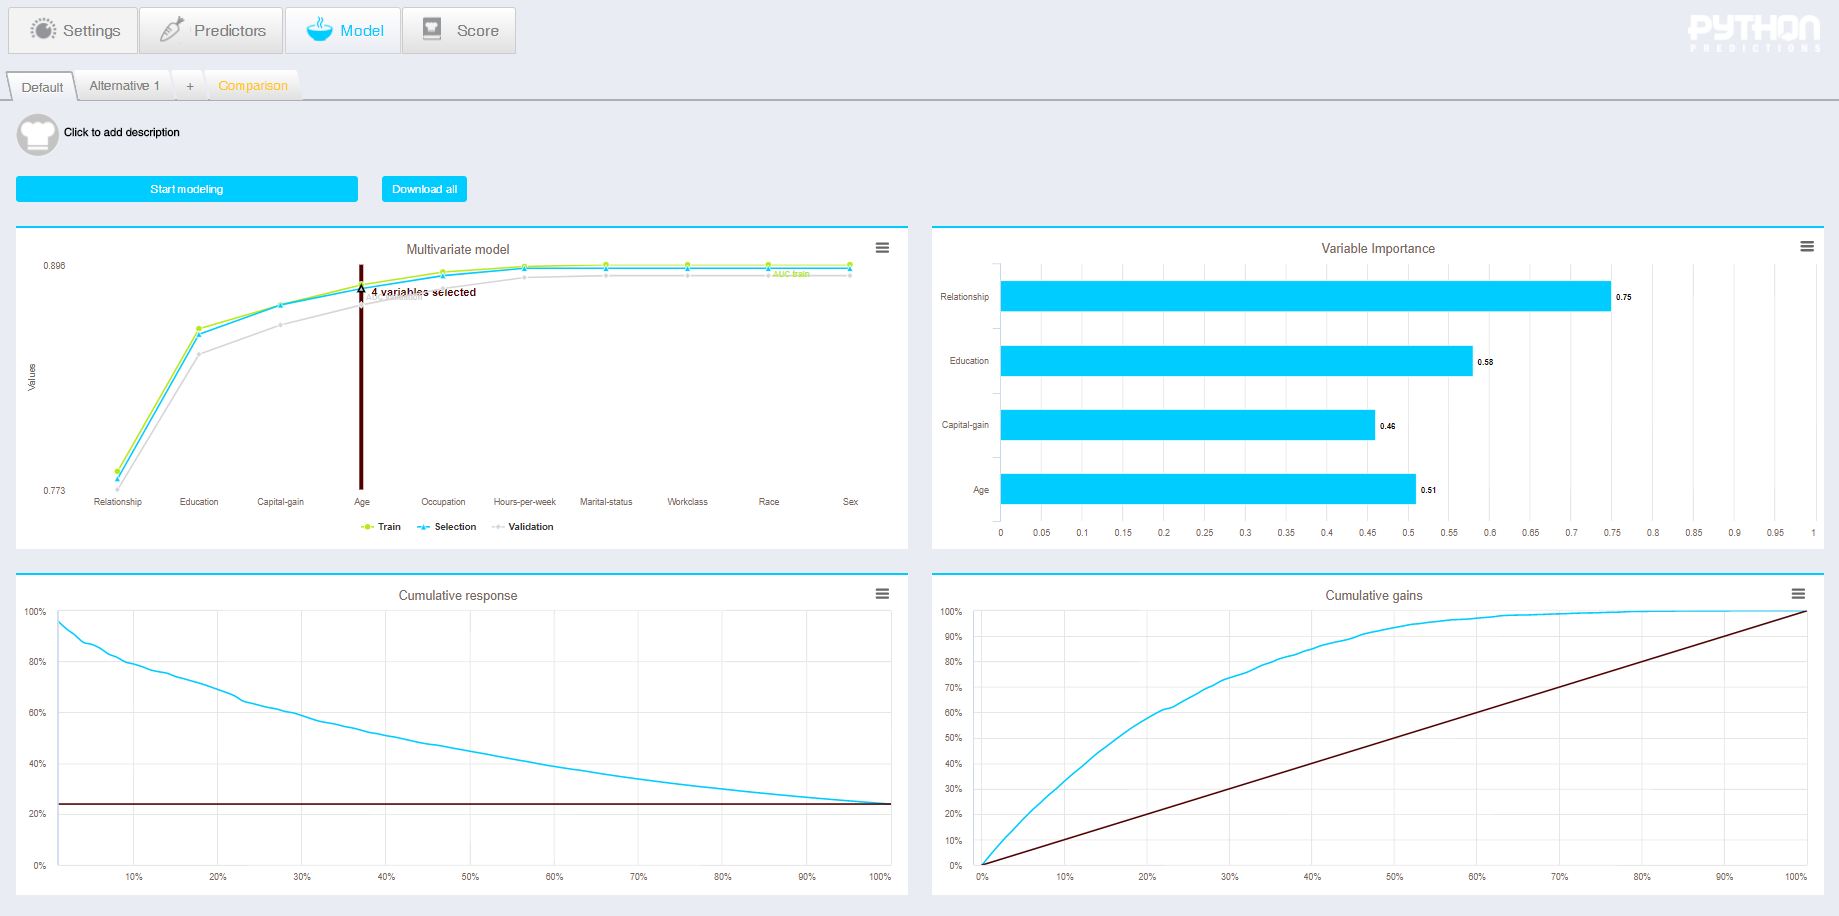 Settings
Predictors
Model
Score
PYTHON
PREDICTIONS
Default
Alternative 1
+
Comparison
Click to add description
Start modeling
Download all
Multivariate model
0.896
Values
0.773
4 variables selected
AUC validation
AUC train
Relationship Education Capital-gain Age Occupation Hours-per-week Marital-status Workclass Race Sex
Train Selection Validation
Variable Importance
Relationship 0.75
Education 0.58
Capital-gain 0.46
Age 0.51
0 0.05 0.1 0.15 0.2 0.25 0.3 0.35 0.4 0.45 0.5 0.55 0.6 0.65 0.7 0.75 0.8 0.85 0.9 0.95 1
Cumulative response
100%
80%
60%
40%
20%
0%
10% 20% 30% 40% 50% 60% 70% 80% 90% 100%
Cumulative gains
100%
90%
80%
70%
60%
50%
40%
30%
20%
10%
0%
0% 10% 20% 30% 40% 50% 60% 70% 80% 90% 100%